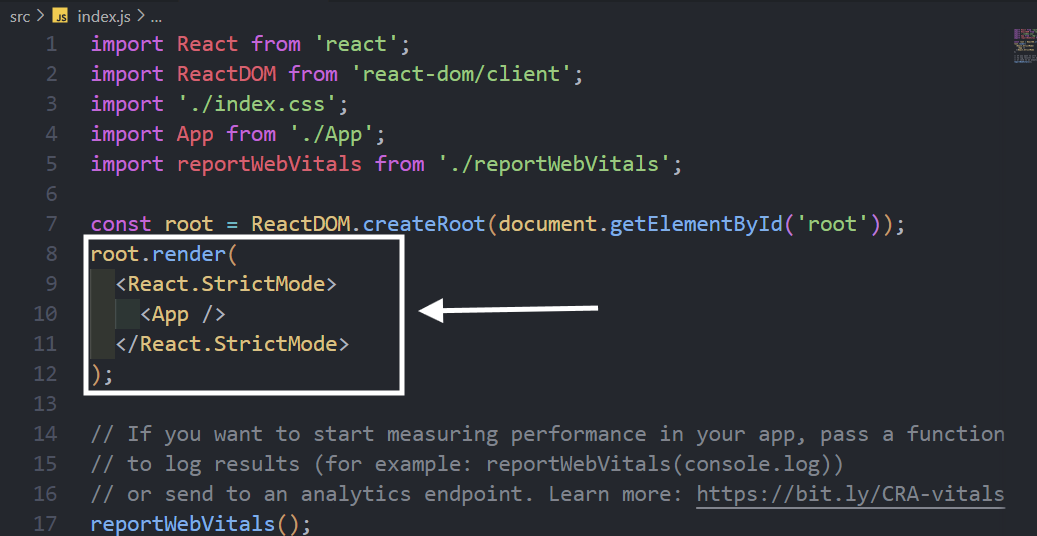 src > JS index.js > ...
1 import React from 'react';
2 import ReactDOM from 'react-dom/client';
3 import './index.css';
4 import App from './App';
5 import reportWebVitals from './reportWebVitals';
6
7 const root = ReactDOM.createRoot(document.getElementById('root'));
8 root.render(
9   <React.StrictMode>
10     <App />
11   </React.StrictMode>
12 );
13
14 // If you want to start measuring performance in your app, pass a function
15 // to log results (for example: reportWebVitals(console.log))
16 // or send to an analytics endpoint. Learn more: https://bit.ly/CRA-vitals
17 reportWebVitals();